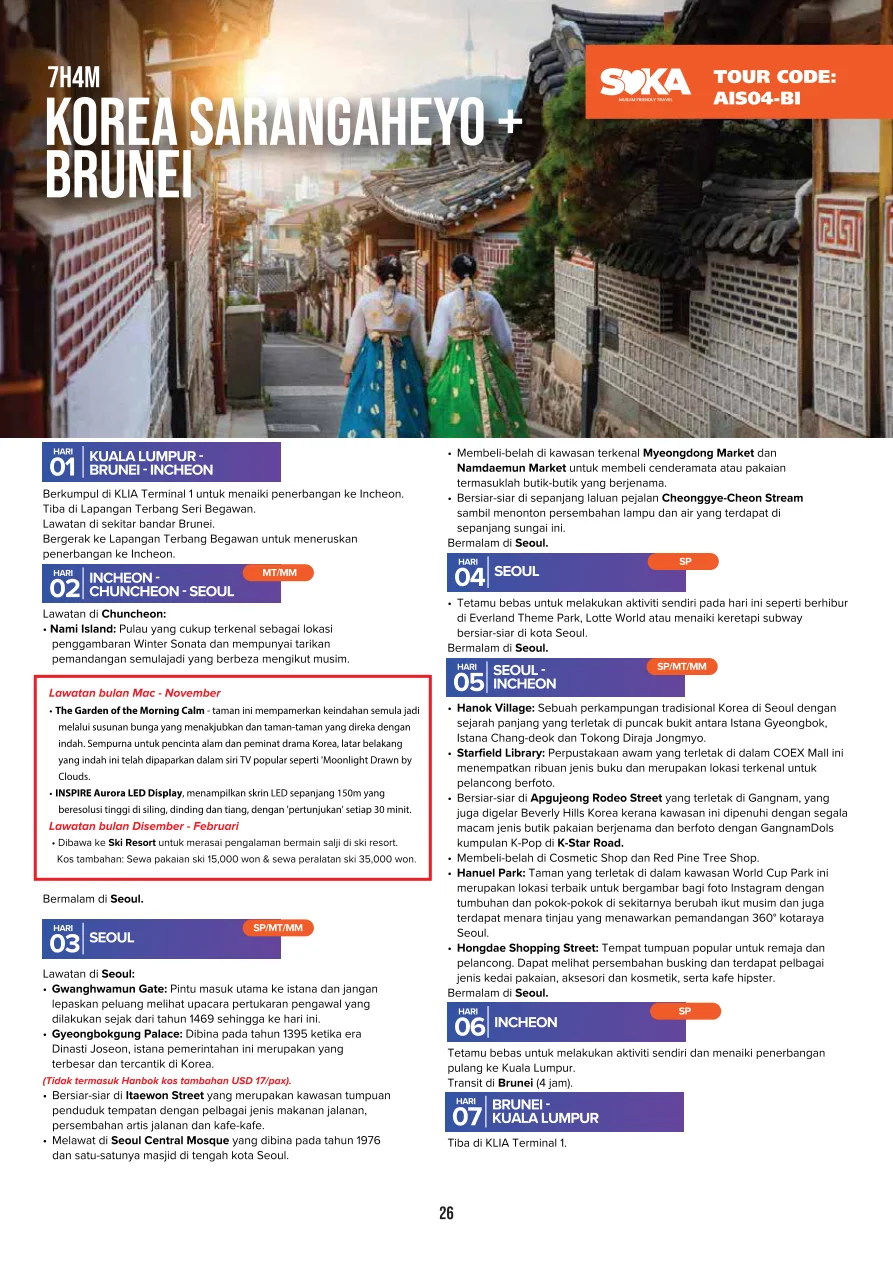 7H4M
KOREA SARANGAHEYO +
BRUNEI
SOKA
MUSLIM FRIENDLY TRAVEL
TOUR CODE:
AIS04-BI
HARI
01
KUALA LUMPUR -
BRUNEI - INCHEON
Berkumpul di KLIA Terminal 1 untuk menaiki penerbangan ke Incheon.
Tiba di Lapangan Terbang Seri Begawan.
Lawatan di sekitar bandar Brunei.
Bergerak ke Lapangan Terbang Begawan untuk meneruskan
penerbangan ke Incheon.
HARI
02
INCHEON -
CHUNCHEON - SEOUL
MT/MM
Lawatan di Chuncheon:
• Nami Island: Pulau yang cukup terkenal sebagai lokasi
penggambaran Winter Sonata dan mempunyai tarikan
pemandangan semulajadi yang berbeza mengikut musim.
Lawatan bulan Mac - November
• The Garden of the Morning Calm - taman ini mempamerkan keindahan semula jadi
melalui susunan bunga yang menakjubkan dan taman-taman yang direka dengan
indah. Sempurna untuk pencinta alam dan peminat drama Korea, latar belakang
yang indah ini telah dipaparkan dalam siri TV popular seperti 'Moonlight Drawn by
Clouds.
• INSPIRE Aurora LED Display, menampilkan skrin LED sepanjang 150m yang
beresolusi tinggi di siling, dinding dan tiang, dengan 'pertunjukan' setiap 30 minit.
Lawatan bulan Disember - Februari
• Dibawa ke Ski Resort untuk merasai pengalaman bermain salji di ski resort.
Kos tambahan: Sewa pakaian ski 15,000 won & sewa peralatan ski 35,000 won.
Bermalam di Seoul.
HARI
03
SEOUL
SP/MT/MM
Lawatan di Seoul:
• Gwanghwamun Gate: Pintu masuk utama ke istana dan jangan
lepaskan peluang melihat upacara pertukaran pengawal yang
dilakukan sejak dari tahun 1469 sehingga ke hari ini.
• Gyeongbokgung Palace: Dibina pada tahun 1395 ketika era
Dinasti Joseon, istana pemerintahan ini merupakan yang
terbesar dan tercantik di Korea.
(Tidak termasuk Hanbok kos tambahan USD 17/pax).
• Bersiar-siar di Itaewon Street yang merupakan kawasan tumpuan
penduduk tempatan dengan pelbagai jenis makanan jalanan,
persembahan artis jalanan dan kafe-kafe.
• Melawat di Seoul Central Mosque yang dibina pada tahun 1976
dan satu-satunya masjid di tengah kota Seoul.
• Membeli-belah di kawasan terkenal Myeongdong Market dan
Namdaemun Market untuk membeli cenderamata atau pakaian
termasuklah butik-butik yang berjenama.
• Bersiar-siar di sepanjang laluan pejalan Cheonggye-Cheon Stream
sambil menonton persembahan lampu dan air yang terdapat di
sepanjang sungai ini.
Bermalam di Seoul.
HARI
04
SEOUL
SP
• Tetamu bebas untuk melakukan aktiviti sendiri pada hari ini seperti berhibur
di Everland Theme Park, Lotte World atau menaiki keretapi subway
bersiar-siar di kota Seoul.
Bermalam di Seoul.
HARI
05
SEOUL -
INCHEON
SP/MT/MM
• Hanok Village: Sebuah perkampungan tradisional Korea di Seoul dengan
sejarah panjang yang terletak di puncak bukit antara Istana Gyeongbok,
Istana Chang-deok dan Tokong Diraja Jongmyo.
• Starfield Library: Perpustakaan awam yang terletak di dalam COEX Mall ini
menempatkan ribuan jenis buku dan merupakan lokasi terkenal untuk
pelancong berfoto.
• Bersiar-siar di Apgujeong Rodeo Street yang terletak di Gangnam, yang
juga digelar Beverly Hills Korea kerana kawasan ini dipenuhi dengan segala
macam jenis butik pakaian berjenama dan berfoto dengan GangnamDols
kumpulan K-Pop di K-Star Road.
• Membeli-belah di Cosmetic Shop dan Red Pine Tree Shop.
• Hanuel Park: Taman yang terletak di dalam kawasan World Cup Park ini
merupakan lokasi terbaik untuk bergambar bagi foto Instagram dengan
tumbuhan dan pokok-pokok di sekitarnya berubah ikut musim dan juga
terdapat menara tinjau yang menawarkan pemandangan 360° kotaraya
Seoul.
• Hongdae Shopping Street: Tempat tumpuan popular untuk remaja dan
pelancong. Dapat melihat persembahan busking dan terdapat pelbagai
jenis kedai pakaian, aksesori dan kosmetik, serta kafe hipster.
Bermalam di Seoul.
HARI
06
INCHEON
SP
Tetamu bebas untuk melakukan aktiviti sendiri dan menaiki penerbangan
pulang ke Kuala Lumpur.
Transit di Brunei (4 jam).
HARI
07
BRUNEI -
KUALA LUMPUR
Tiba di KLIA Terminal 1.
26